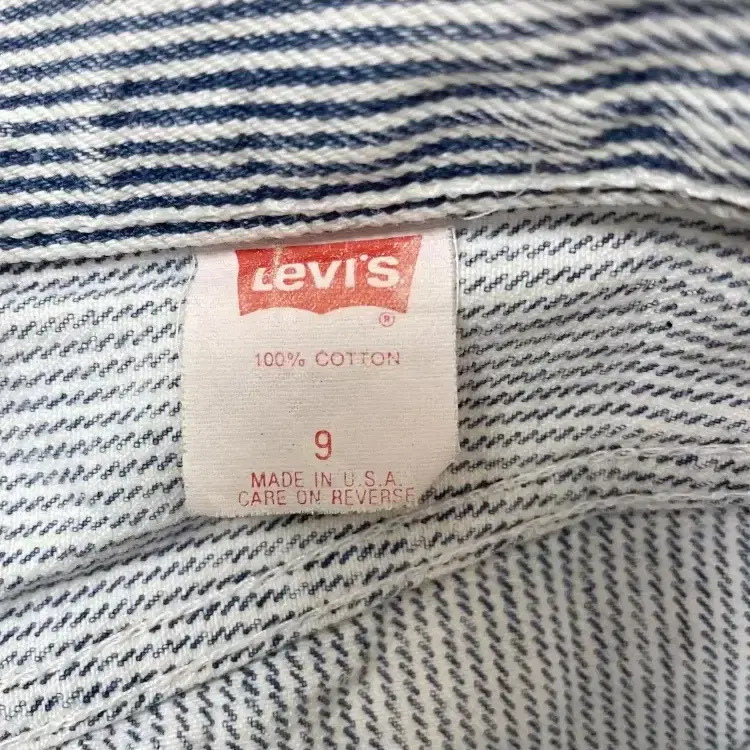 Levi's
®
100% COTTON
9
MADE IN U.S.A.
CARE ON REVERSE